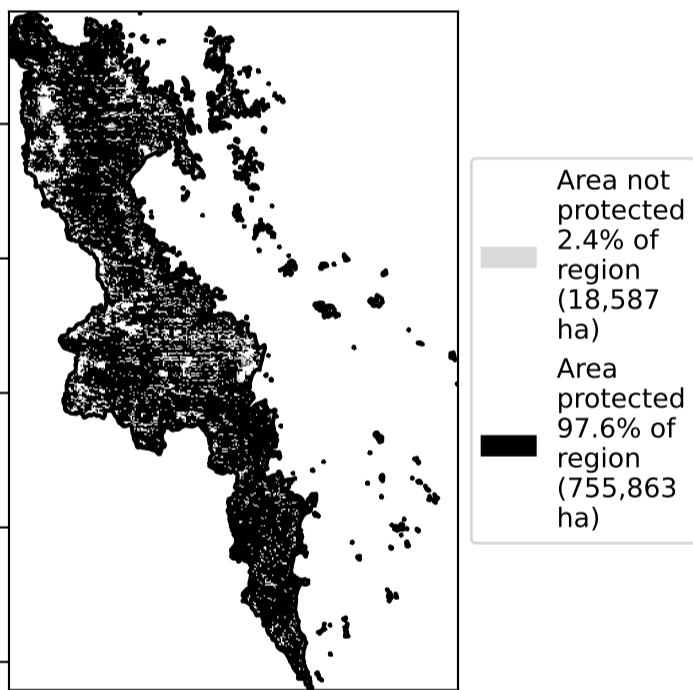 Area not
protected
2.4% of
region
(18,587
ha)
Area
protected
97.6% of
region
(755,863
ha)